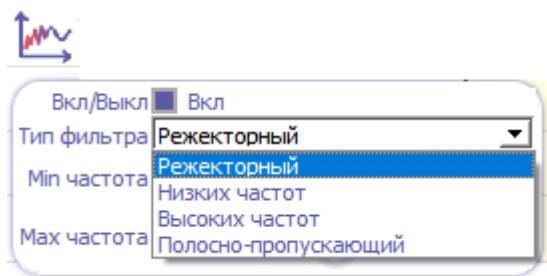 Вкл/Выкл Вкл
Тип фильтра Режекторный
Режекторный
Min частота
Низких частот
Высоких частот
Max частота
Полосно-пропускающий